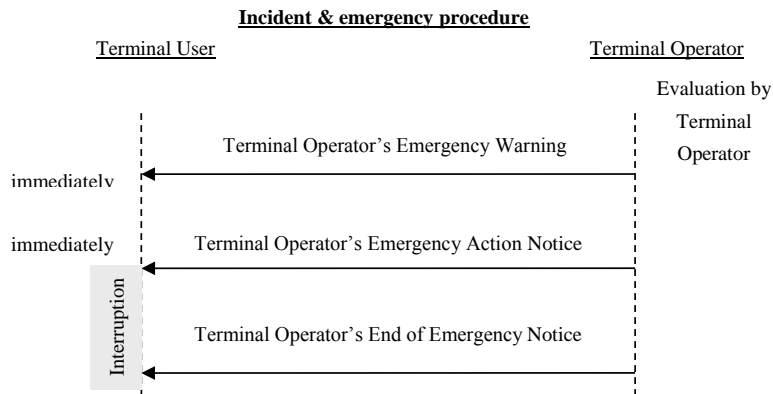 Incident & emergency procedure
Terminal User
Terminal Operator
Evaluation by
Terminal
Operator
Terminal Operator’s Emergency Warning
immediately
immediately
Terminal Operator’s Emergency Action Notice
Interruption
Terminal Operator’s End of Emergency Notice